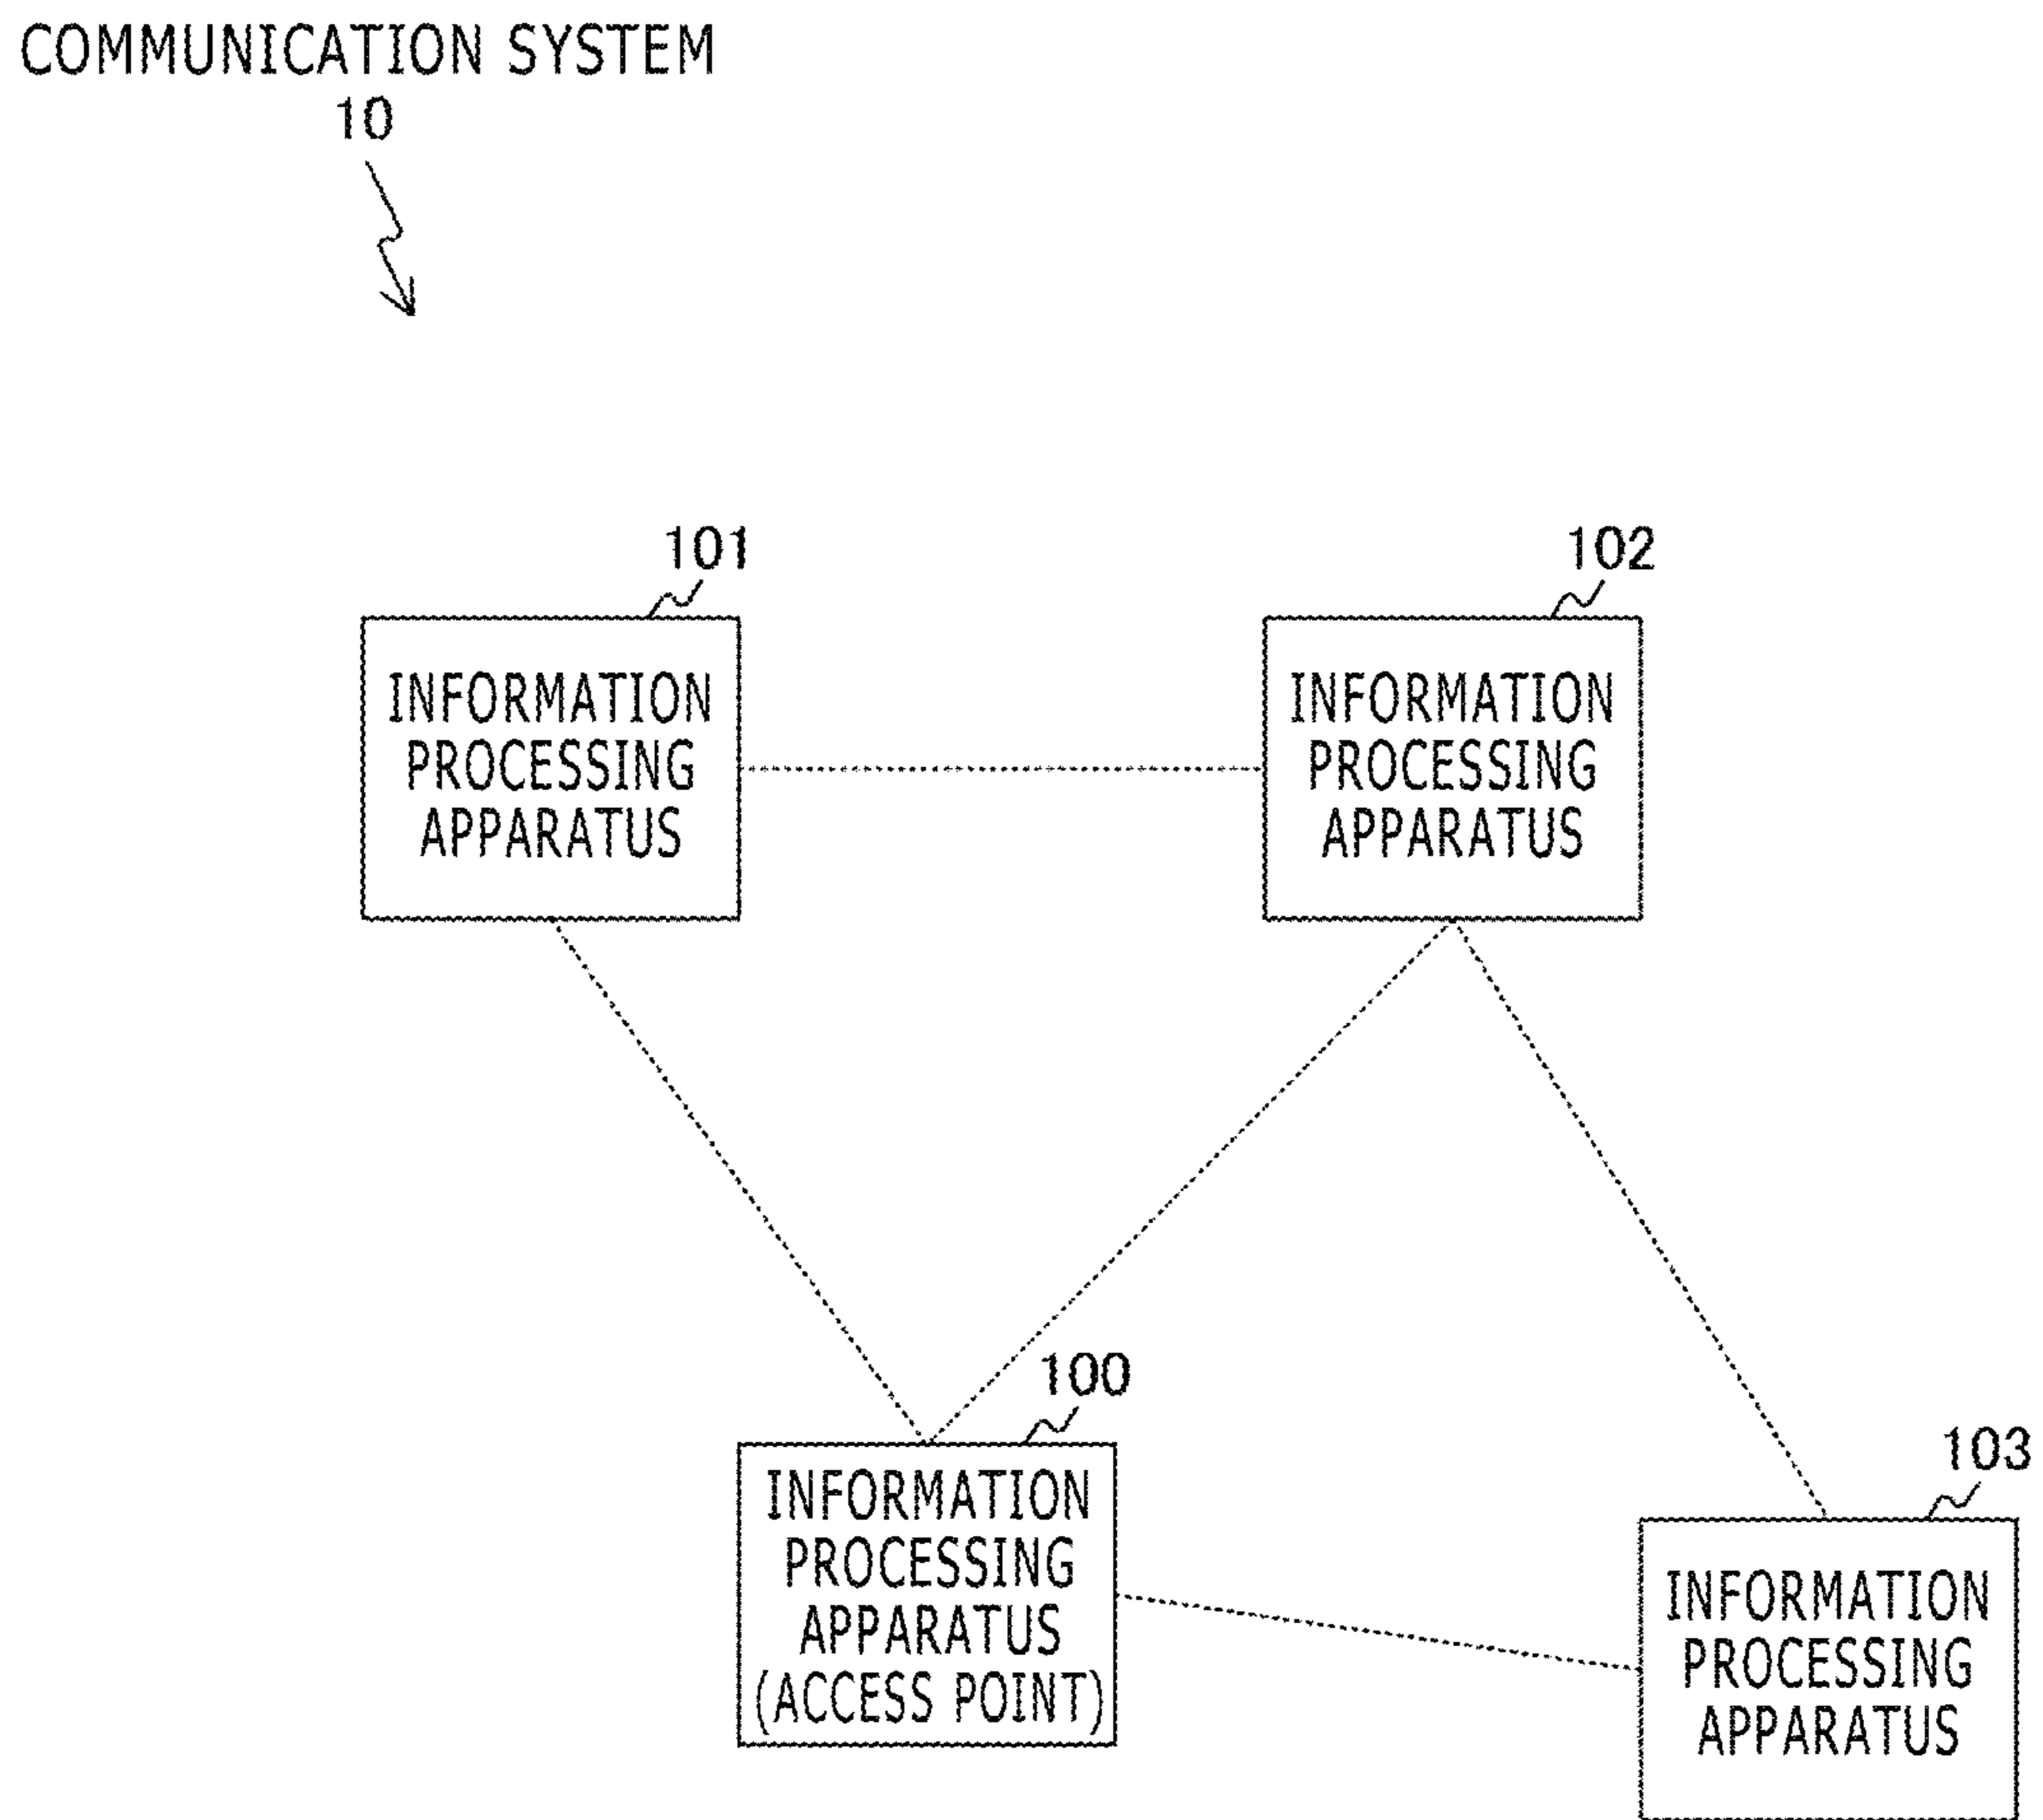 COMMUNICATION SYSTEM
10
101
INFORMATION
PROCESSING
APPARATUS
102
INFORMATION
PROCESSING
APPARATUS
100
INFORMATION
PROCESSING
APPARATUS
(ACCESS POINT)
103
INFORMATION
PROCESSING
APPARATUS